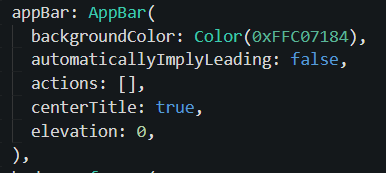 appBar: AppBar(
backgroundColor: Color(0xFFC07184),
automaticallyImplyLeading: false,
actions: [],
centerTitle: true,
elevation: 0,
),